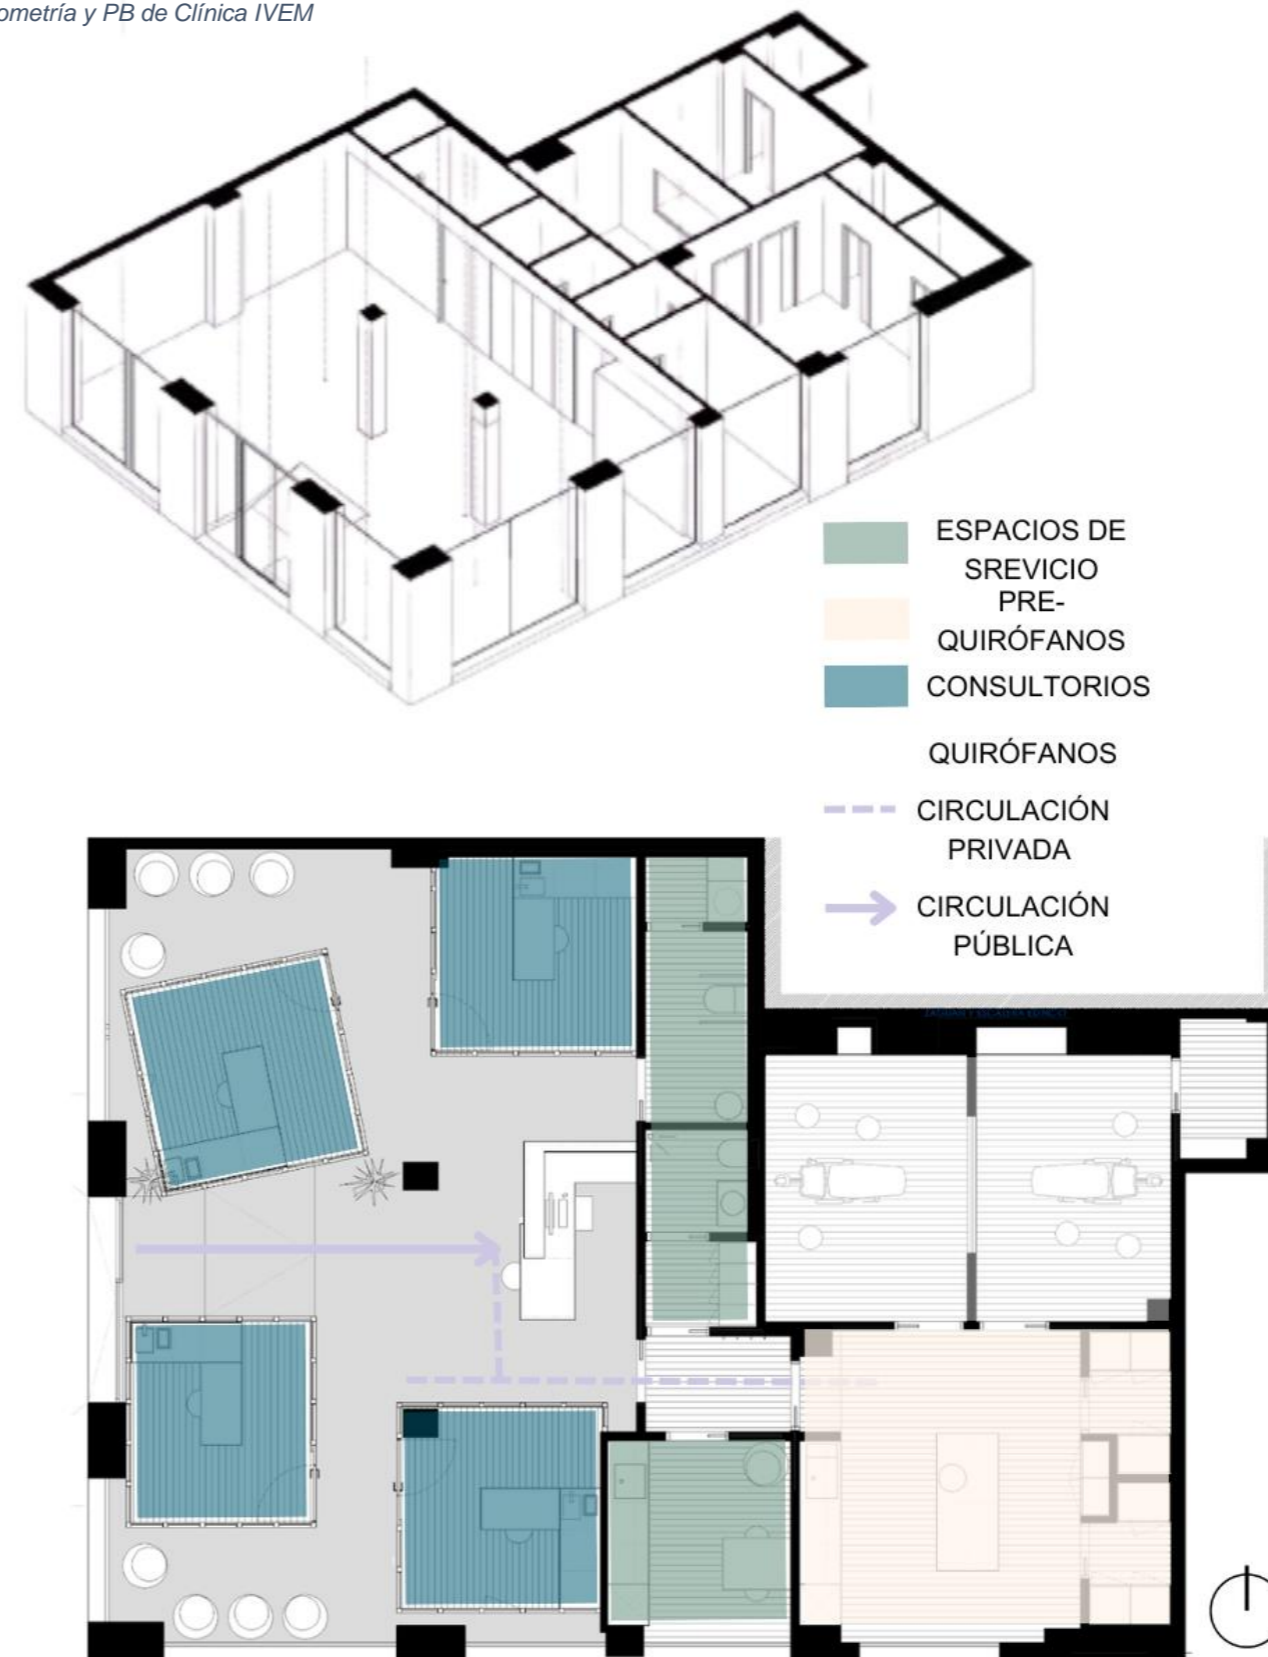 ometría y PB de Clínica IVEM
ESPACIOS DE
SREVICIO
PRE-
QUIRÓFANOS
CONSULTORIOS
QUIRÓFANOS
CIRCULACIÓN
PRIVADA
CIRCULACIÓN
PÚBLICA